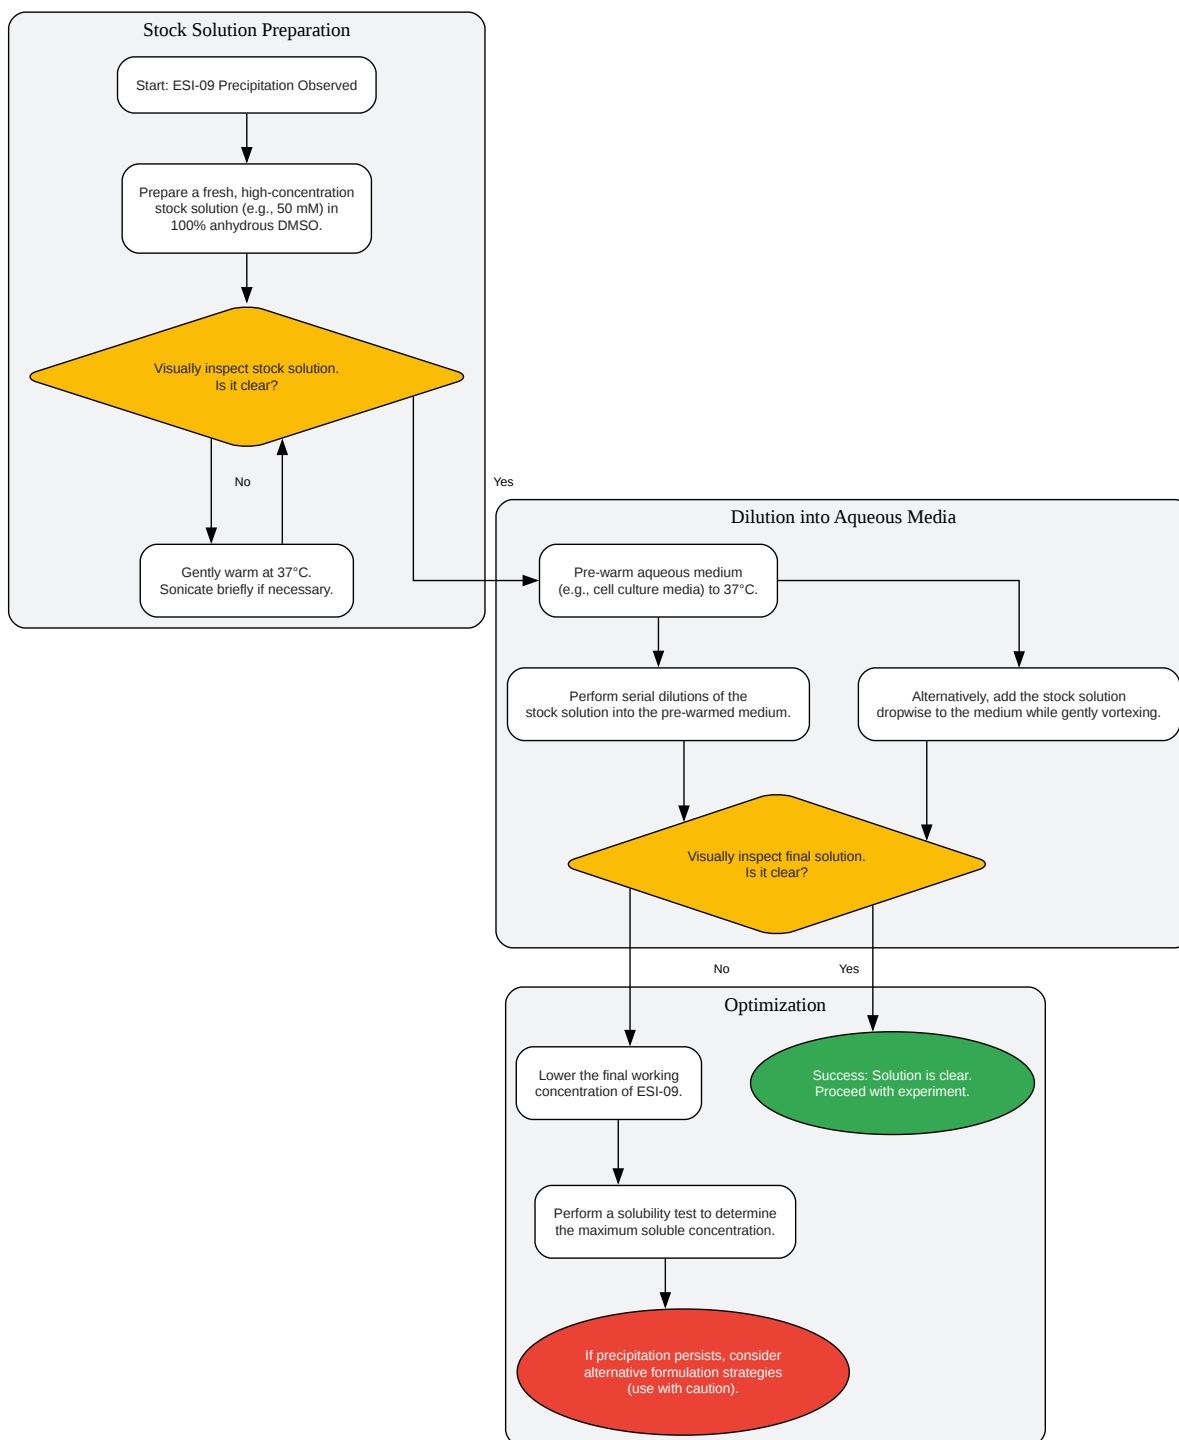 Stock Solution Preparation
Start: ESI-09 Precipitation Observed
Prepare a fresh, high-concentration
stock solution (e.g., 50 mM) in
100% anhydrous DMSO.
Visually inspect stock solution.
Is it clear?
No
Yes
Gently warm at 37°C.
Sonicate briefly if necessary.
Dilution into Aqueous Media
Pre-warm aqueous medium
(e.g., cell culture media) to 37°C.
Perform serial dilutions of the
stock solution into the pre-warmed medium.
Alternatively, add the stock solution
dropwise to the medium while gently vortexing.
Visually inspect final solution.
Is it clear?
No
Yes
Optimization
Lower the final working
concentration of ESI-09.
Success: Solution is clear.
Proceed with experiment.
Perform a solubility test to determine
the maximum soluble concentration.
If precipitation persists, consider
alternative formulation strategies
(use with caution).